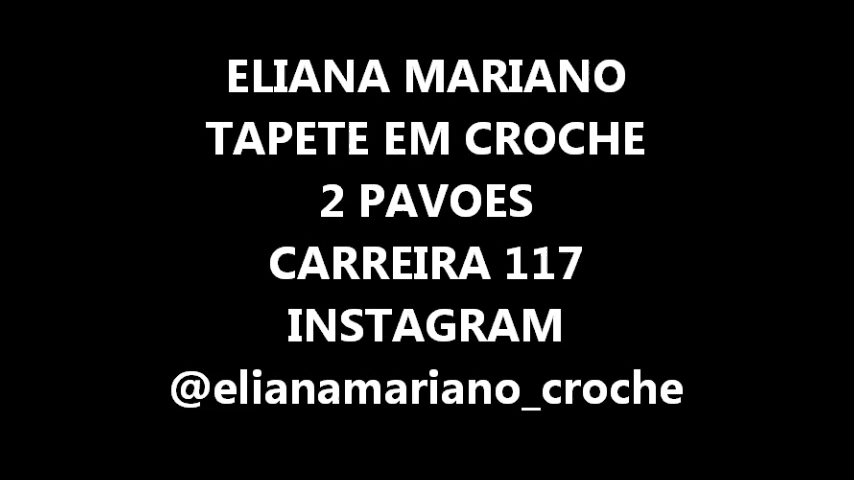 ELIANA MARIANO
TAPETE EM CROCHE
2 PAVOES
CARREIRA 117
INSTAGRAM
@elianamariano_croche